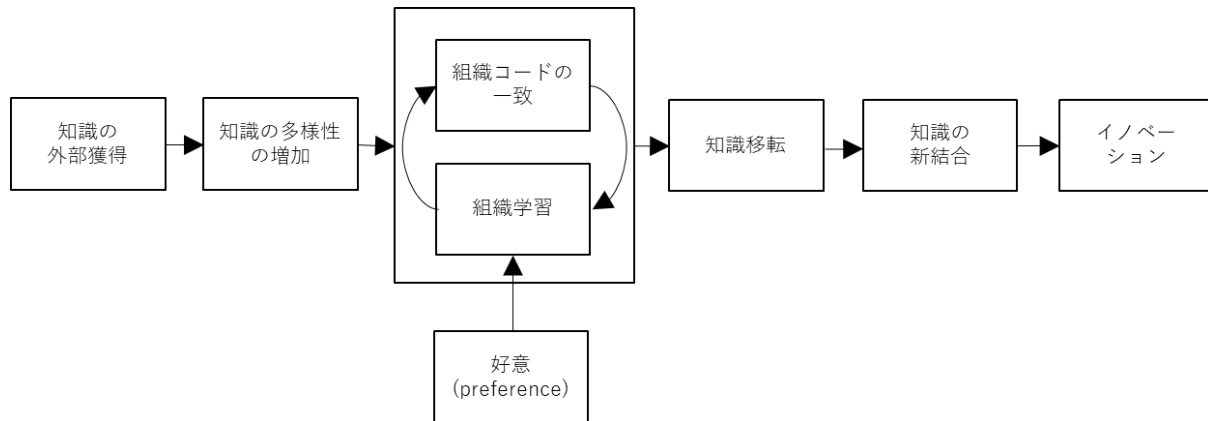 知識の
外部獲得
知識の多様性
の増加
組織コードの
一致
組織学習
好意
(preference)
知識移転
知識の
新結合
イノベー
ション